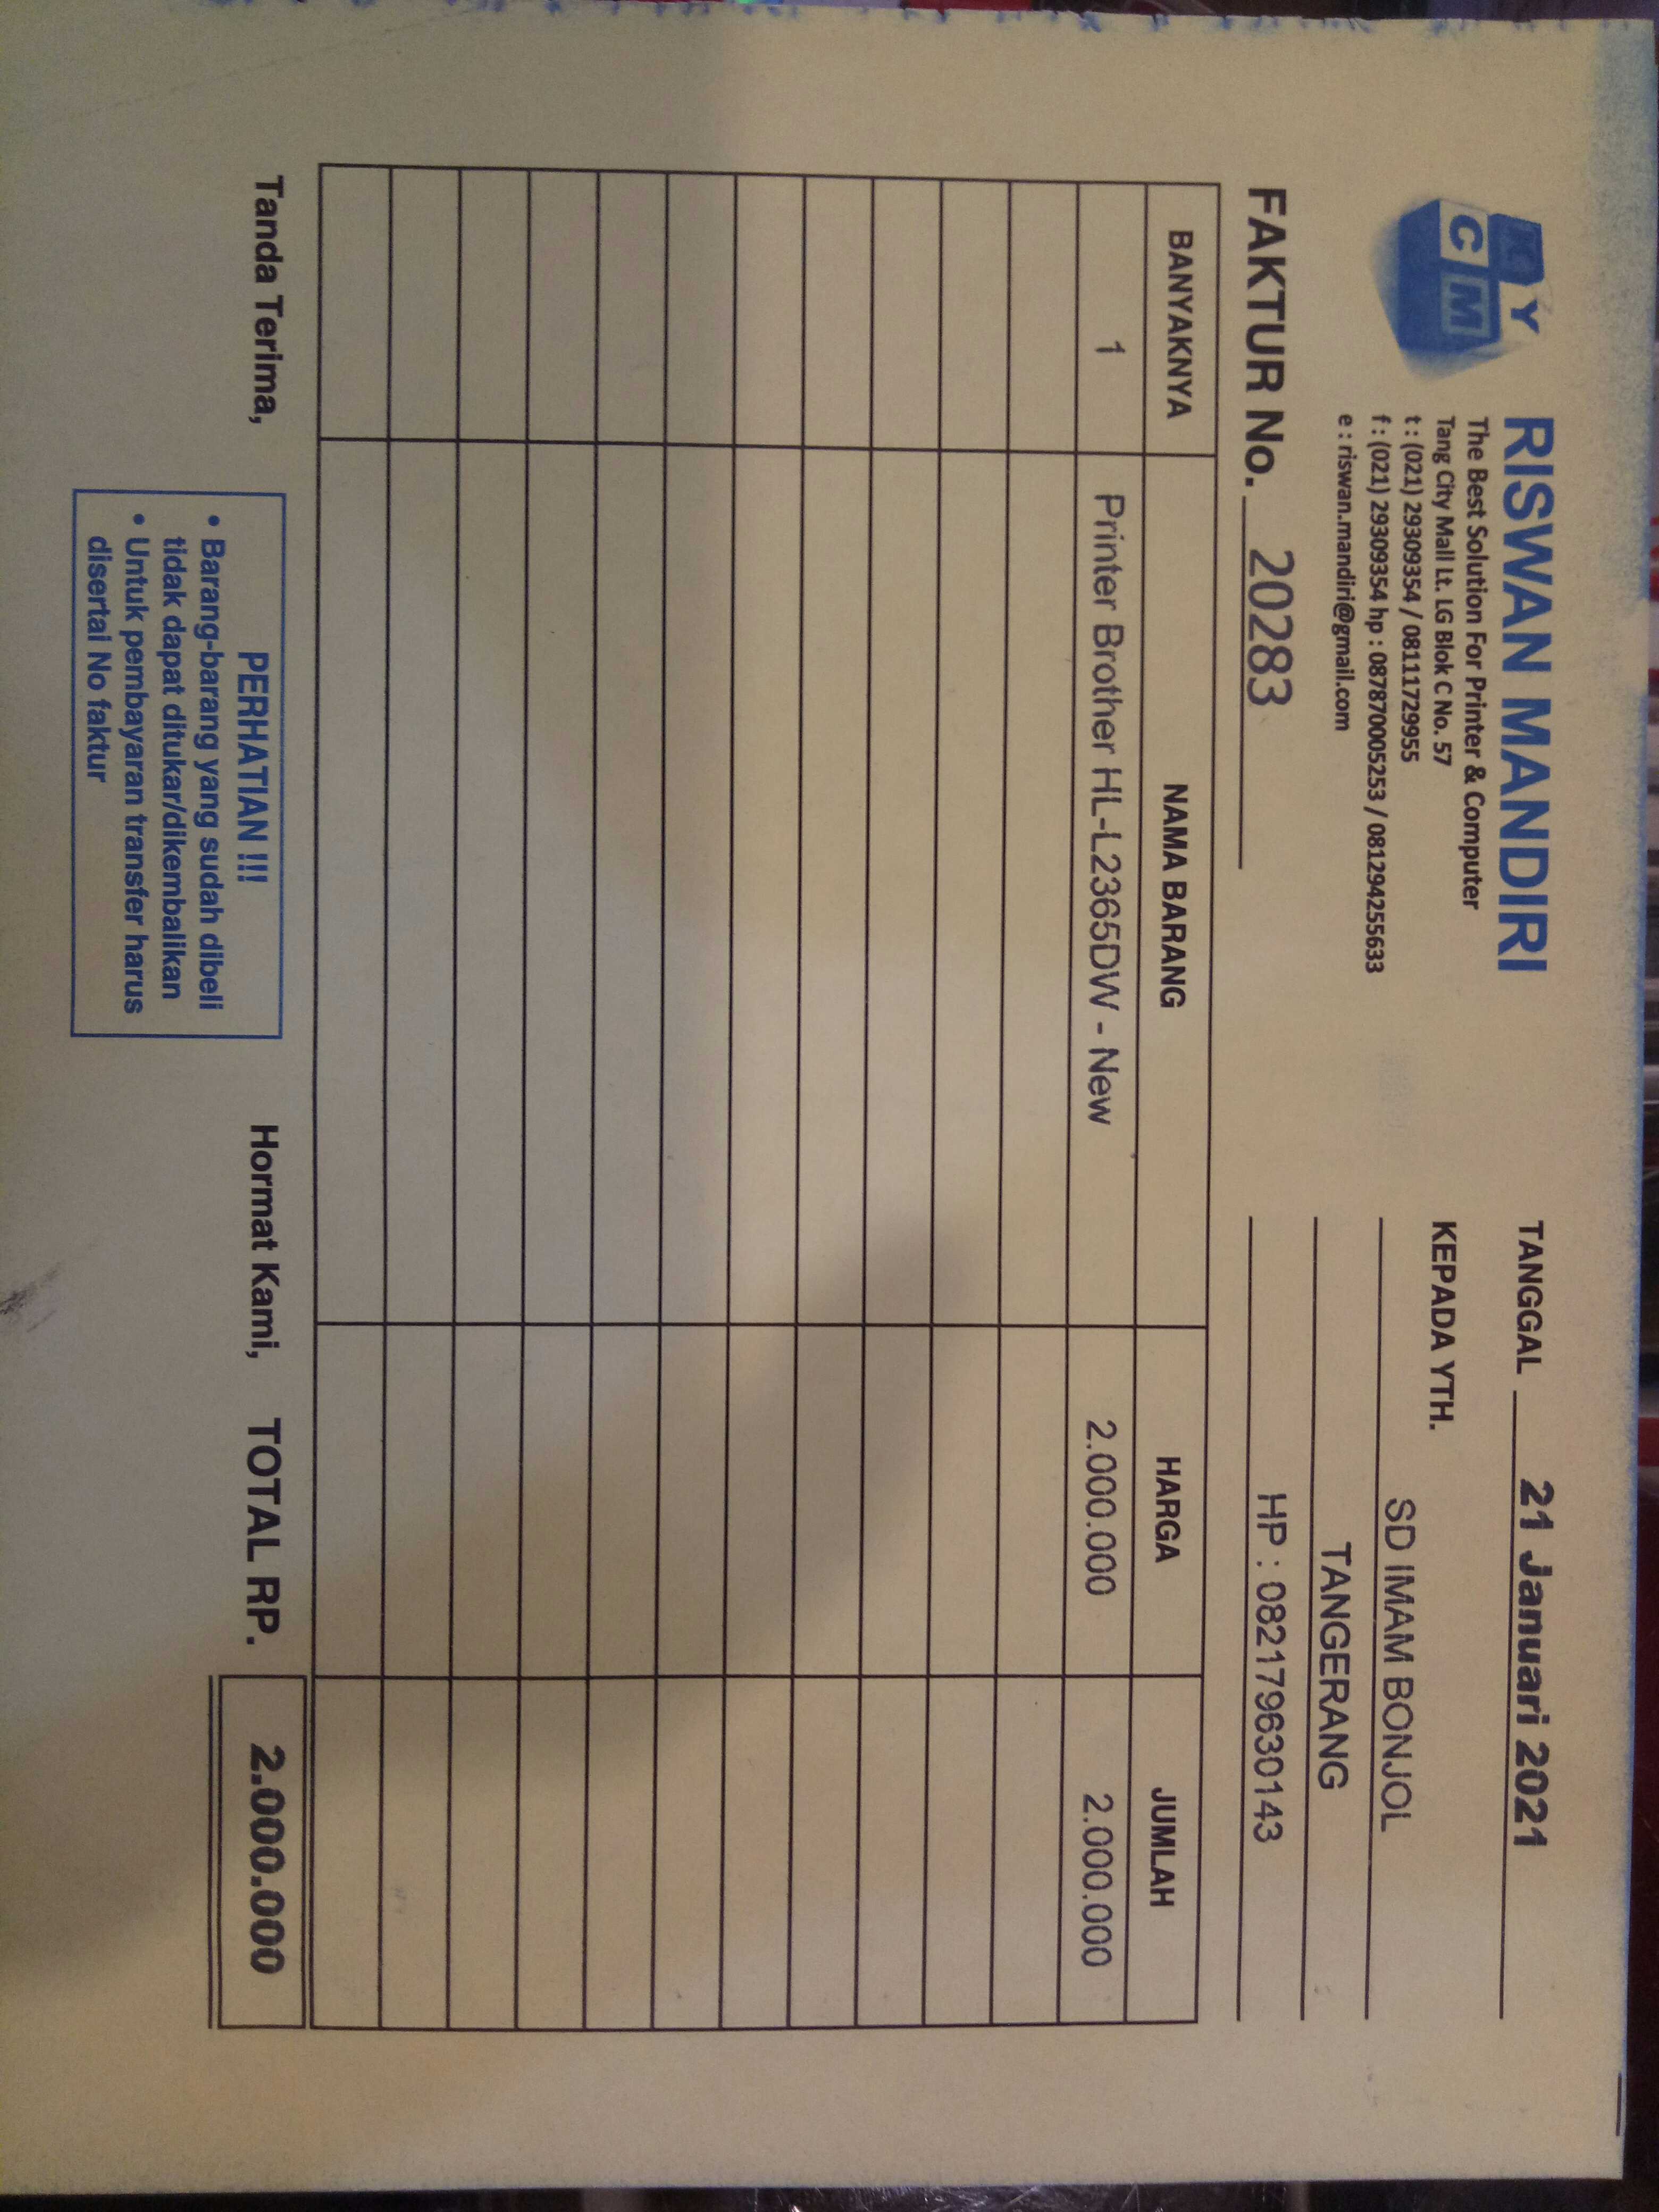 K Y
C M
RISWAN MANDIRI
The Best Solution For Printer & Computer
Tang City Mall Lt. LG Blok C No. 57
t : (021) 29309354 / 08111729955
f : (021) 29309354 hp : 087870005253 / 081294255633
e : riswan.mandiri@gmail.com
TANGGAL 21 Januari 2021
KEPADA YTH.
SD IMAM BONJOL
TANGERANG
HP : 082179630143
FAKTUR No. 20283
BANYAKNYA NAMA BARANG HARGA JUMLAH
1 Printer Brother HL-L2365DW - New 2.000.000 2.000.000
Tanda Terima, Hormat Kami, TOTAL RP. 2.000.000
PERHATIAN !!!
• Barang-barang yang sudah dibeli
tidak dapat ditukar/dikembalikan
• Untuk pembayaran transfer harus
disertai No faktur